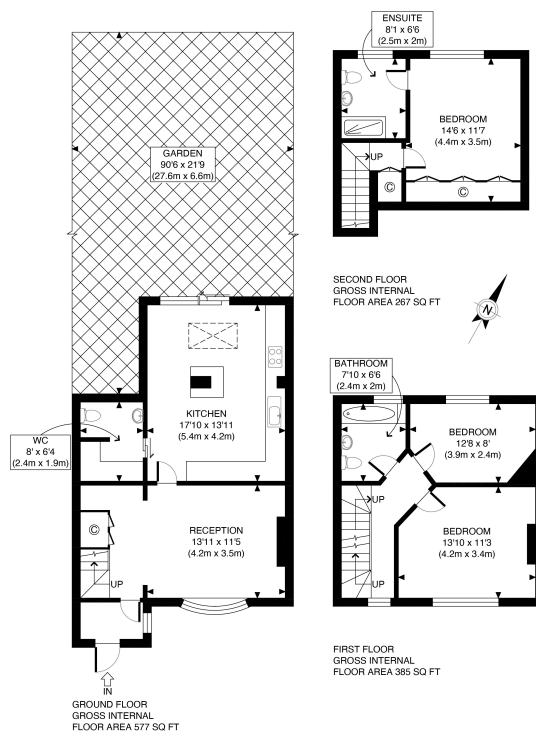 ENSUITE
8'1 x 6'6
(2.5m x 2m)
BEDROOM
14'6 x 11'7
(4.4m x 3.5m)
UP
C
C
GARDEN
90'6 x 21'9
(27.6m x 6.6m)
SECOND FLOOR
GROSS INTERNAL
FLOOR AREA 267 SQ FT
N
BATHROOM
7'10 x 6'6
(2.4m x 2m)
KITCHEN
17'10 x 13'11
(5.4m x 4.2m)
WC
8' x 6'4
(2.4m x 1.9m)
BEDROOM
12'8 x 8'
(3.9m x 2.4m)
UP
C
RECEPTION
13'11 x 11'5
(4.2m x 3.5m)
BEDROOM
13'10 x 11'3
(4.2m x 3.4m)
UP
UP
IN
GROUND FLOOR
GROSS INTERNAL
FLOOR AREA 577 SQ FT
FIRST FLOOR
GROSS INTERNAL
FLOOR AREA 385 SQ FT